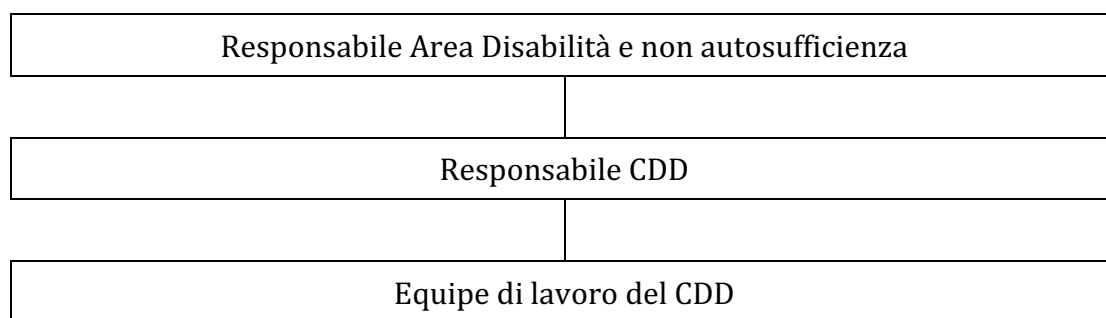 Responsabile Area Disabilità e non autosufficienza
Responsabile CDD
Equipe di lavoro del CDD